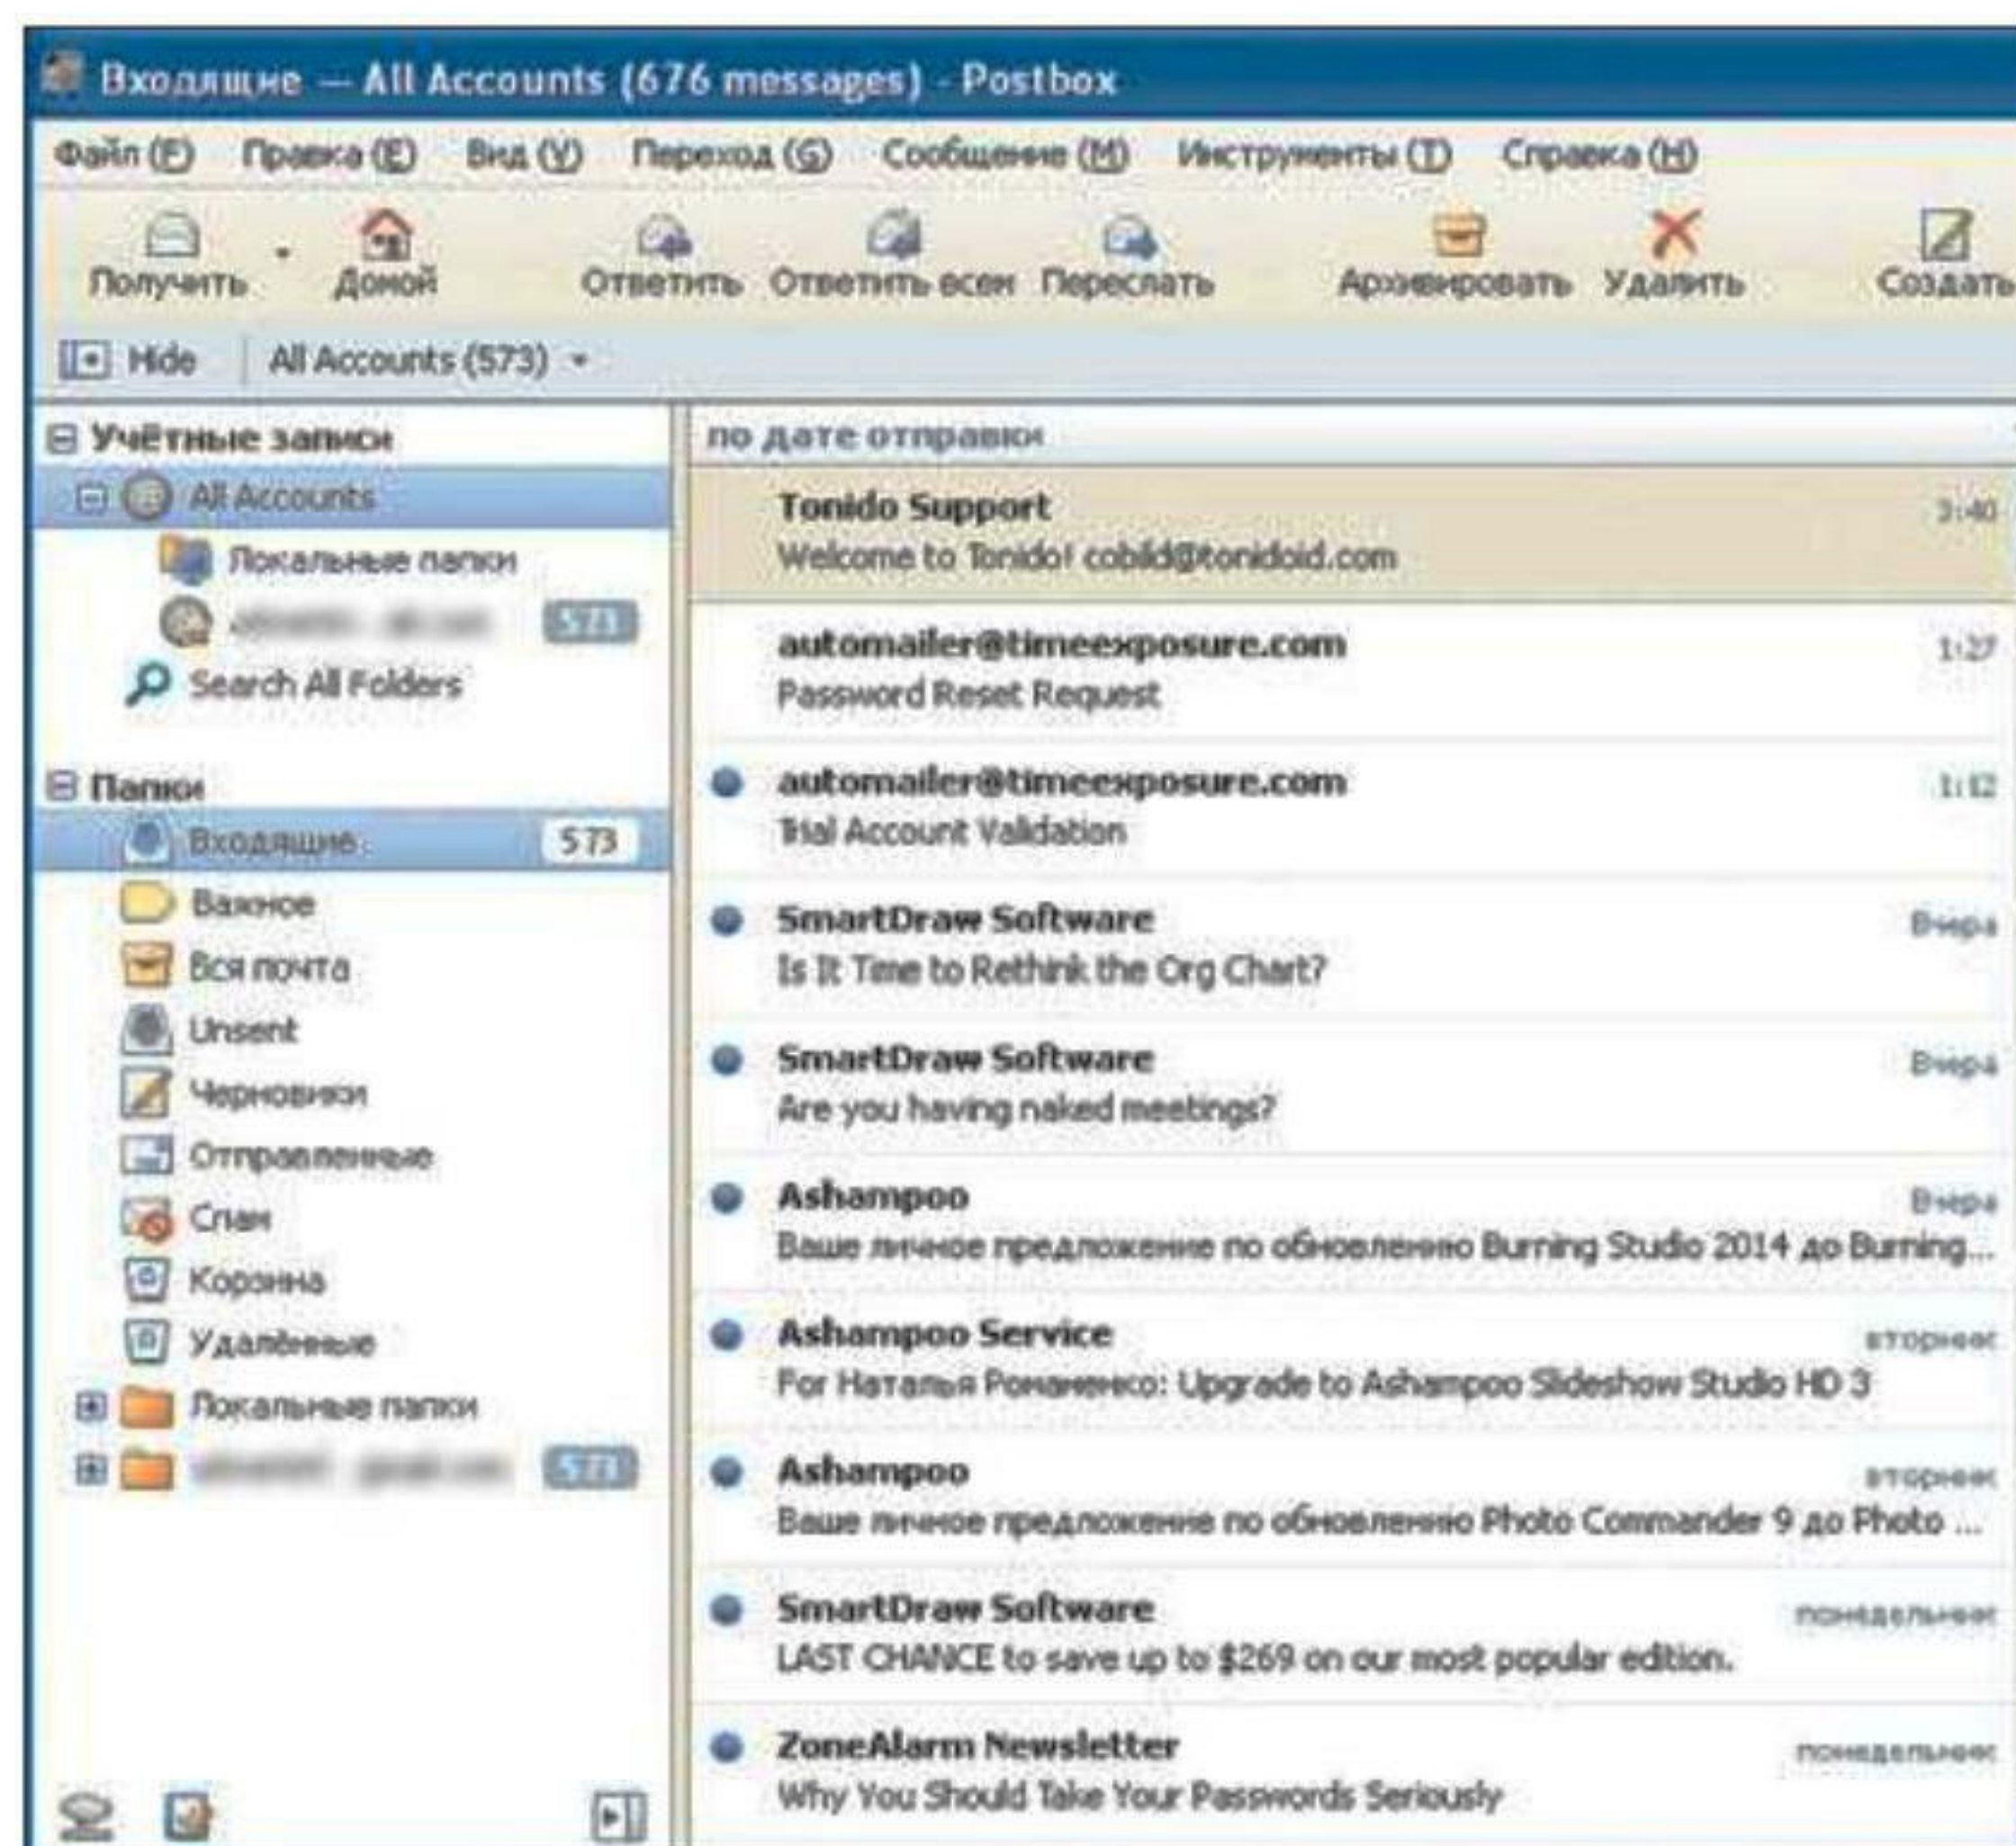 Входящие — All Accounts (676 messages) - Postbox
Файл (F) Правка (E) Вид (V) Переход (G) Сообщение (M) Инструменты (T) Справка (H)
Получить Домой Ответить Ответить всем Переслать Архивировать Удалить Создать
Hide All Accounts (573)
Учётные записи
All Accounts
Локальные папки
573
Search All Folders
Папки
Входящие 573
Важное
Вся почта
Unsent
Черновики
Отправленные
Спам
Корзина
Удалённые
Локальные папки
573
по дате отправки
Tonido Support 3:40
Welcome to Tonido! cobild@tonidoid.com
automailer@timeexposure.com 1:27
Password Reset Request
automailer@timeexposure.com 1:12
Trial Account Validation
SmartDraw Software Вчера
Is It Time to Rethink the Org Chart?
SmartDraw Software Вчера
Are you having naked meetings?
Ashampoo Вчера
Ваше личное предложение по обновлению Burning Studio 2014 до Burning...
Ashampoo Service вторник
For Наталья Романенко: Upgrade to Ashampoo Slideshow Studio HD 3
Ashampoo вторник
Ваше личное предложение по обновлению Photo Commander 9 до Photo ...
SmartDraw Software понедельник
LAST CHANCE to save up to $269 on our most popular edition.
ZoneAlarm Newsletter понедельник
Why You Should Take Your Passwords Seriously